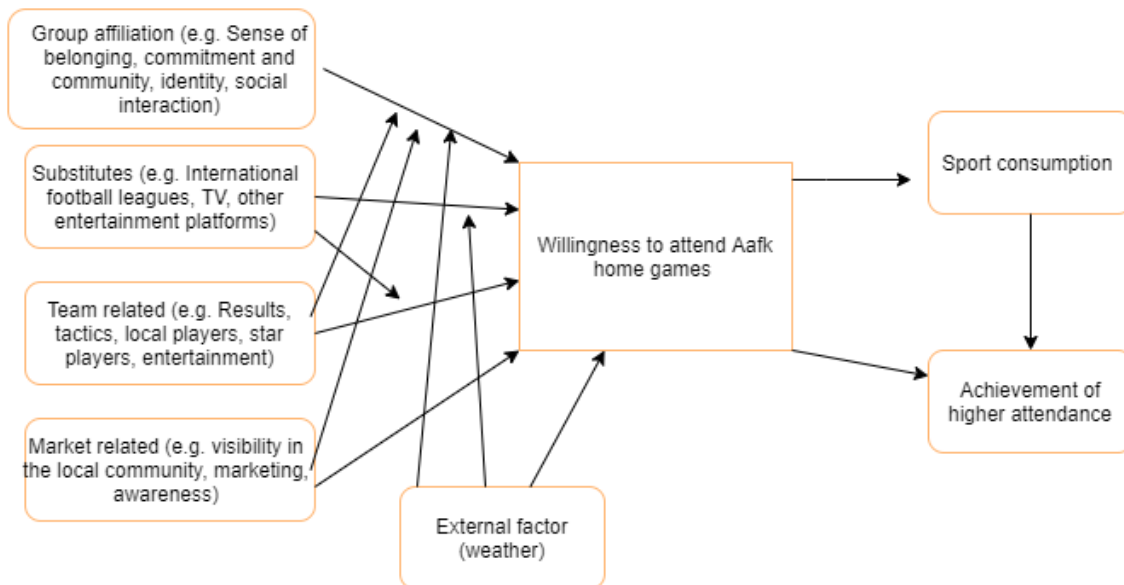 Group affiliation (e.g. Sense of
belonging, commitment and
community, identity, social
interaction)
Substitutes (e.g. International
football leagues, TV, other
entertainment platforms)
Team related (e.g. Results,
tactics, local players, star
players, entertainment)
Market related (e.g. visibility in
the local community, marketing,
awareness)
External factor
(weather)
Willingness to attend Aafk
home games
Sport consumption
Achievement of
higher attendance